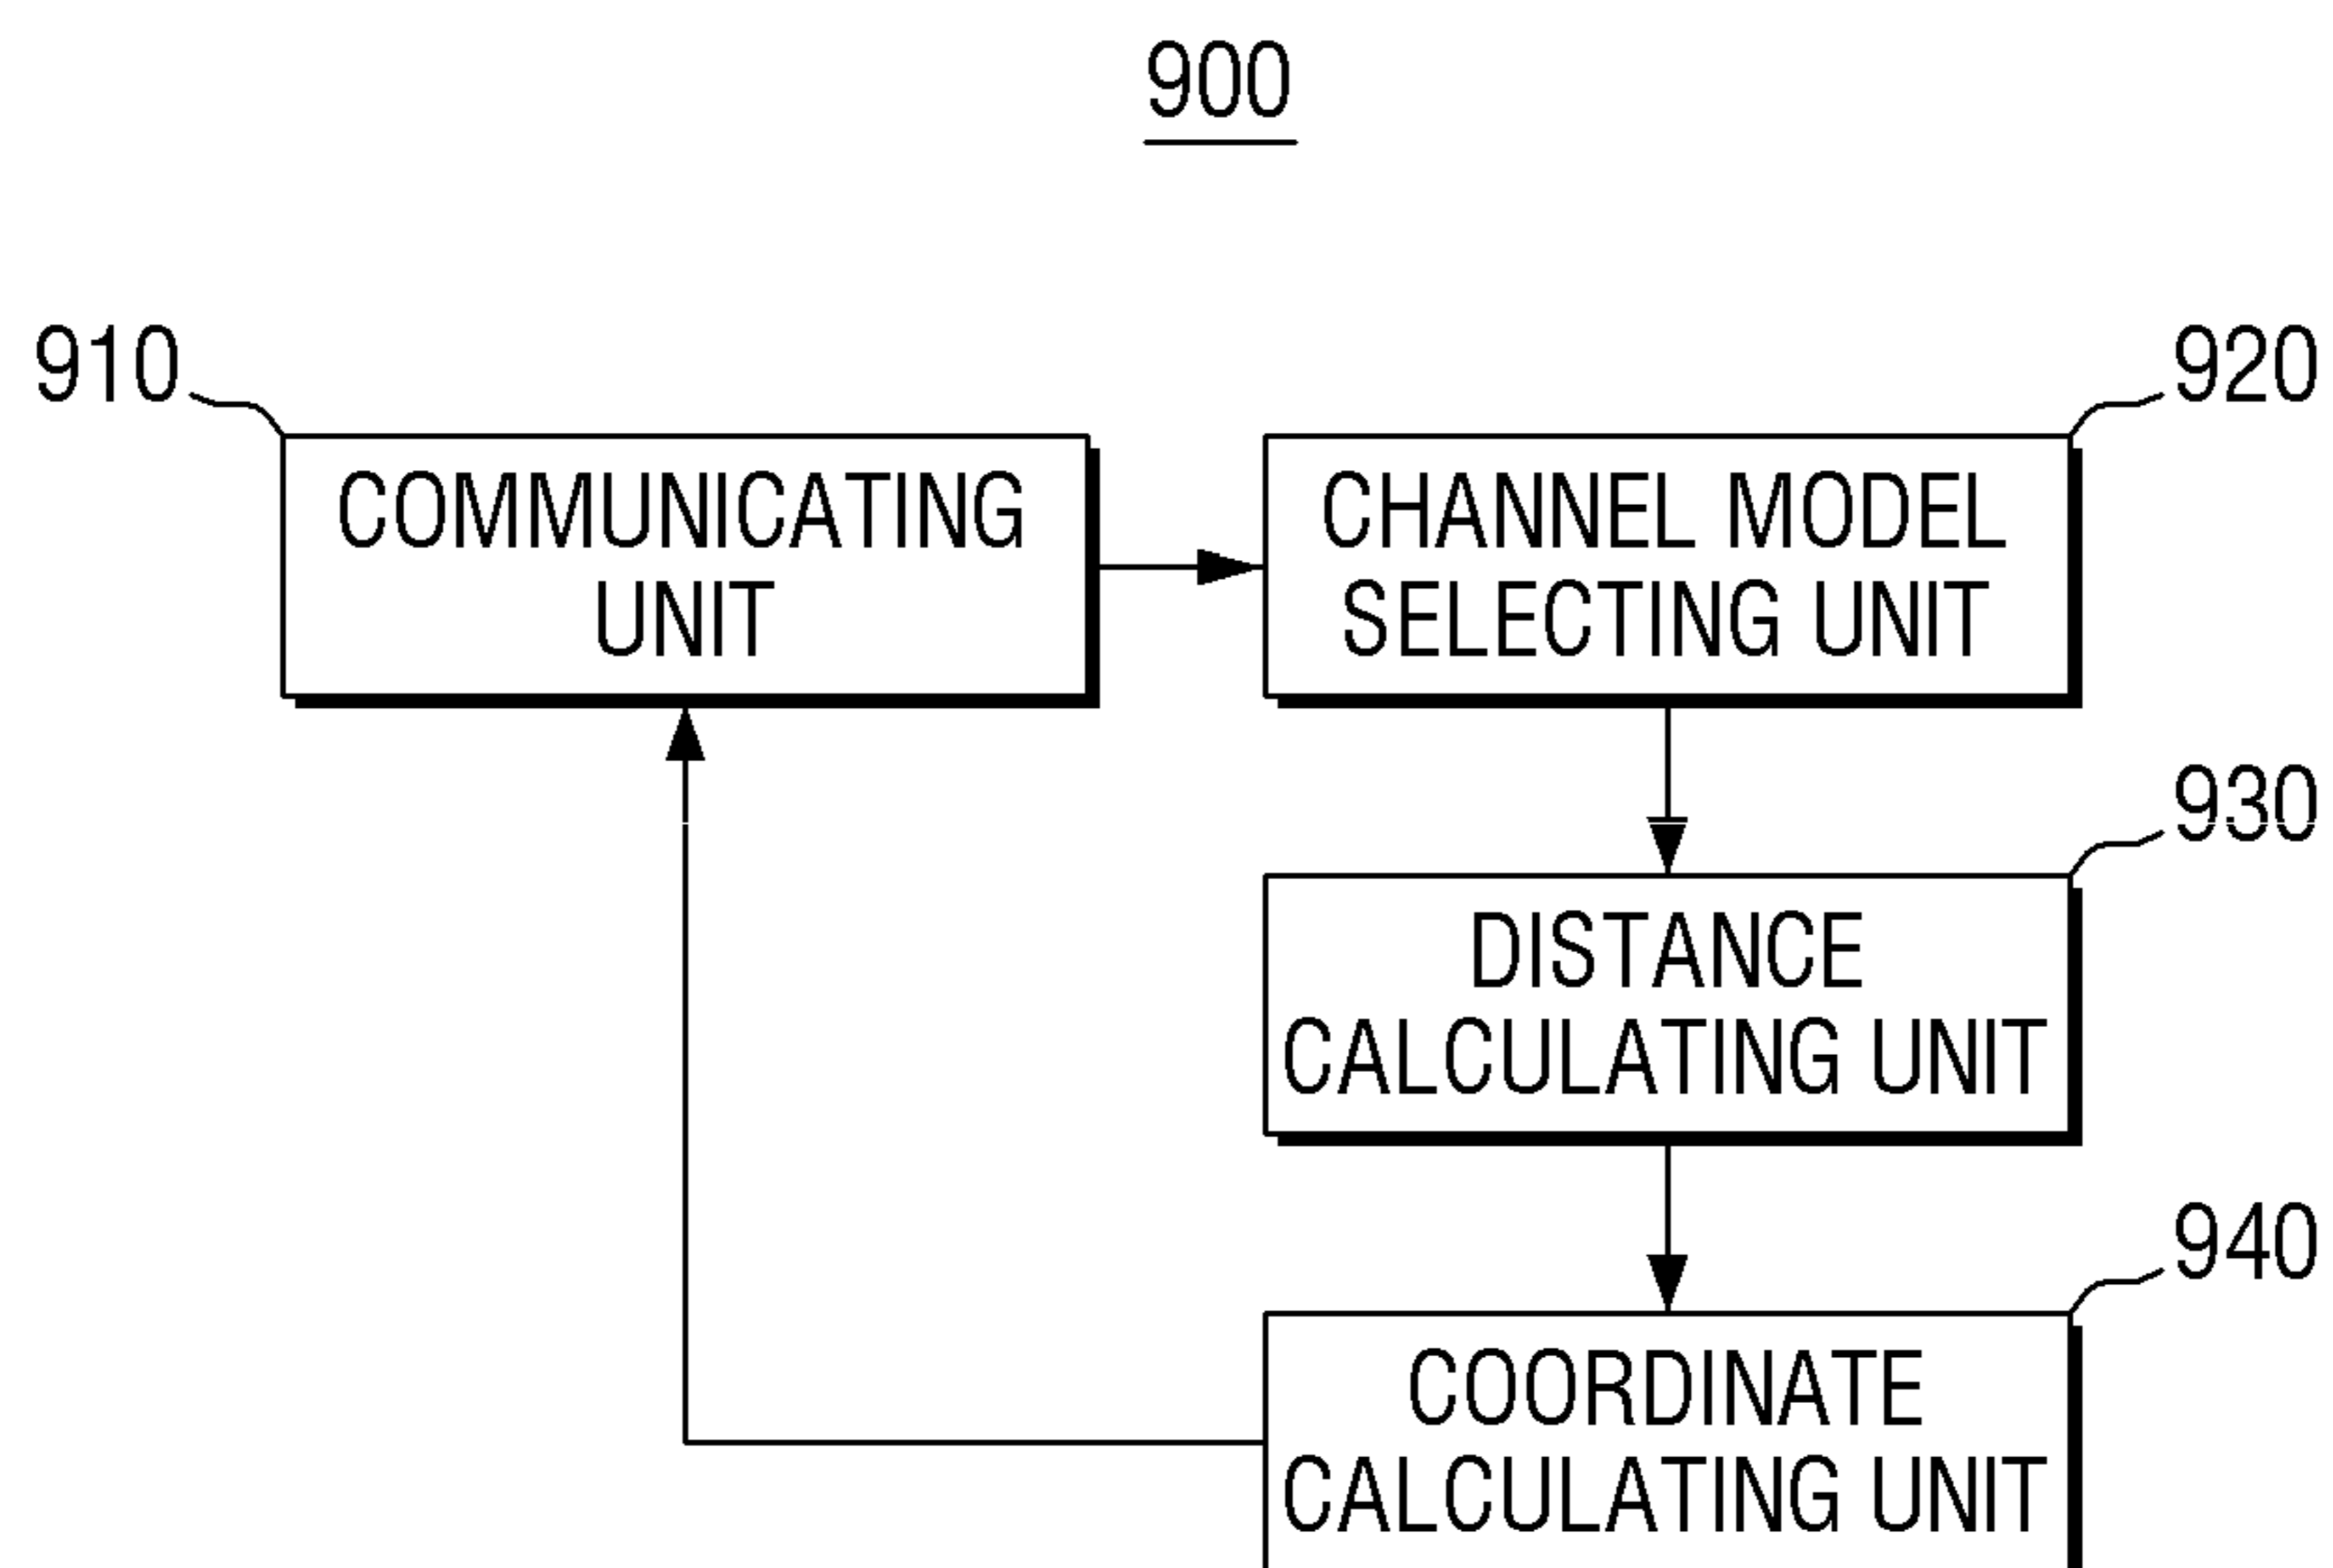 900
910
COMMUNICATING
UNIT
920
CHANNEL MODEL
SELECTING UNIT
930
DISTANCE
CALCULATING UNIT
940
COORDINATE
CALCULATING UNIT